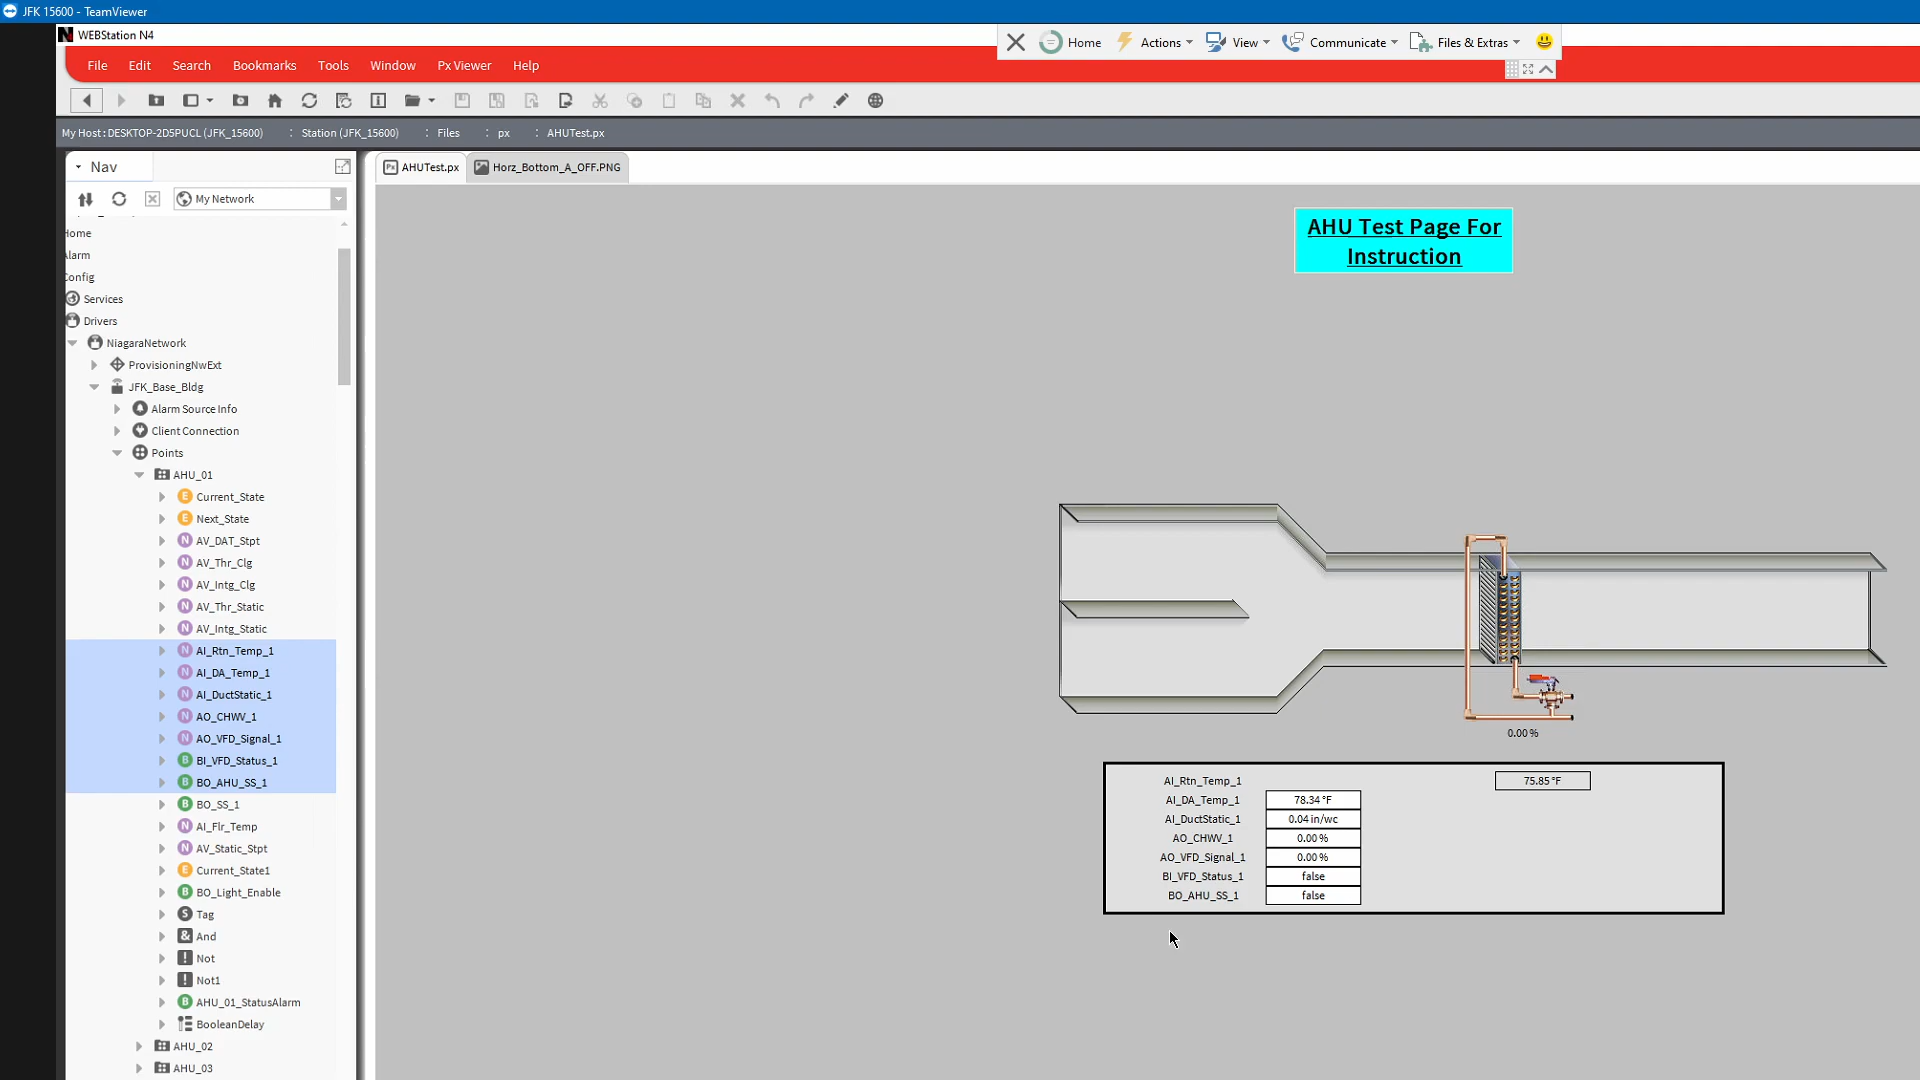 JFK 15600 - TeamViewer
WEBStation N4
Home
Actions
View
Communicate
Files & Extras
File
Edit
Search
Bookmarks
Tools
Window
Px Viewer
Help
My Host : DESKTOP-2D5PUCL (JFK_15600) : Station (JFK_15600) : Files : px : AHUTest.px
Nav
AHUTest.px
Horz_Bottom_A_OFF.PNG
My Network
Home
Alarm
Config
Services
Drivers
NiagaraNetwork
ProvisioningNwExt
JFK_Base_Bldg
Alarm Source Info
Client Connection
Points
AHU_01
Current_State
Next_State
AV_DAT_Stpt
AV_Thr_Clg
AV_Intg_Clg
AV_Thr_Static
AV_Intg_Static
AI_Rtn_Temp_1
AI_DA_Temp_1
AI_DuctStatic_1
AO_CHWV_1
AO_VFD_Signal_1
BI_VFD_Status_1
BO_AHU_SS_1
BO_SS_1
AI_Flr_Temp
AV_Static_Stpt
Current_State1
BO_Light_Enable
Tag
And
Not
Not1
AHU_01_StatusAlarm
BooleanDelay
AHU_02
AHU_03
AHU Test Page For
Instruction
0.00 %
AI_Rtn_Temp_1 75.85 °F
AI_DA_Temp_1 78.34 °F
AI_DuctStatic_1 0.04 in/wc
AO_CHWV_1 0.00 %
AO_VFD_Signal_1 0.00 %
BI_VFD_Status_1 false
BO_AHU_SS_1 false